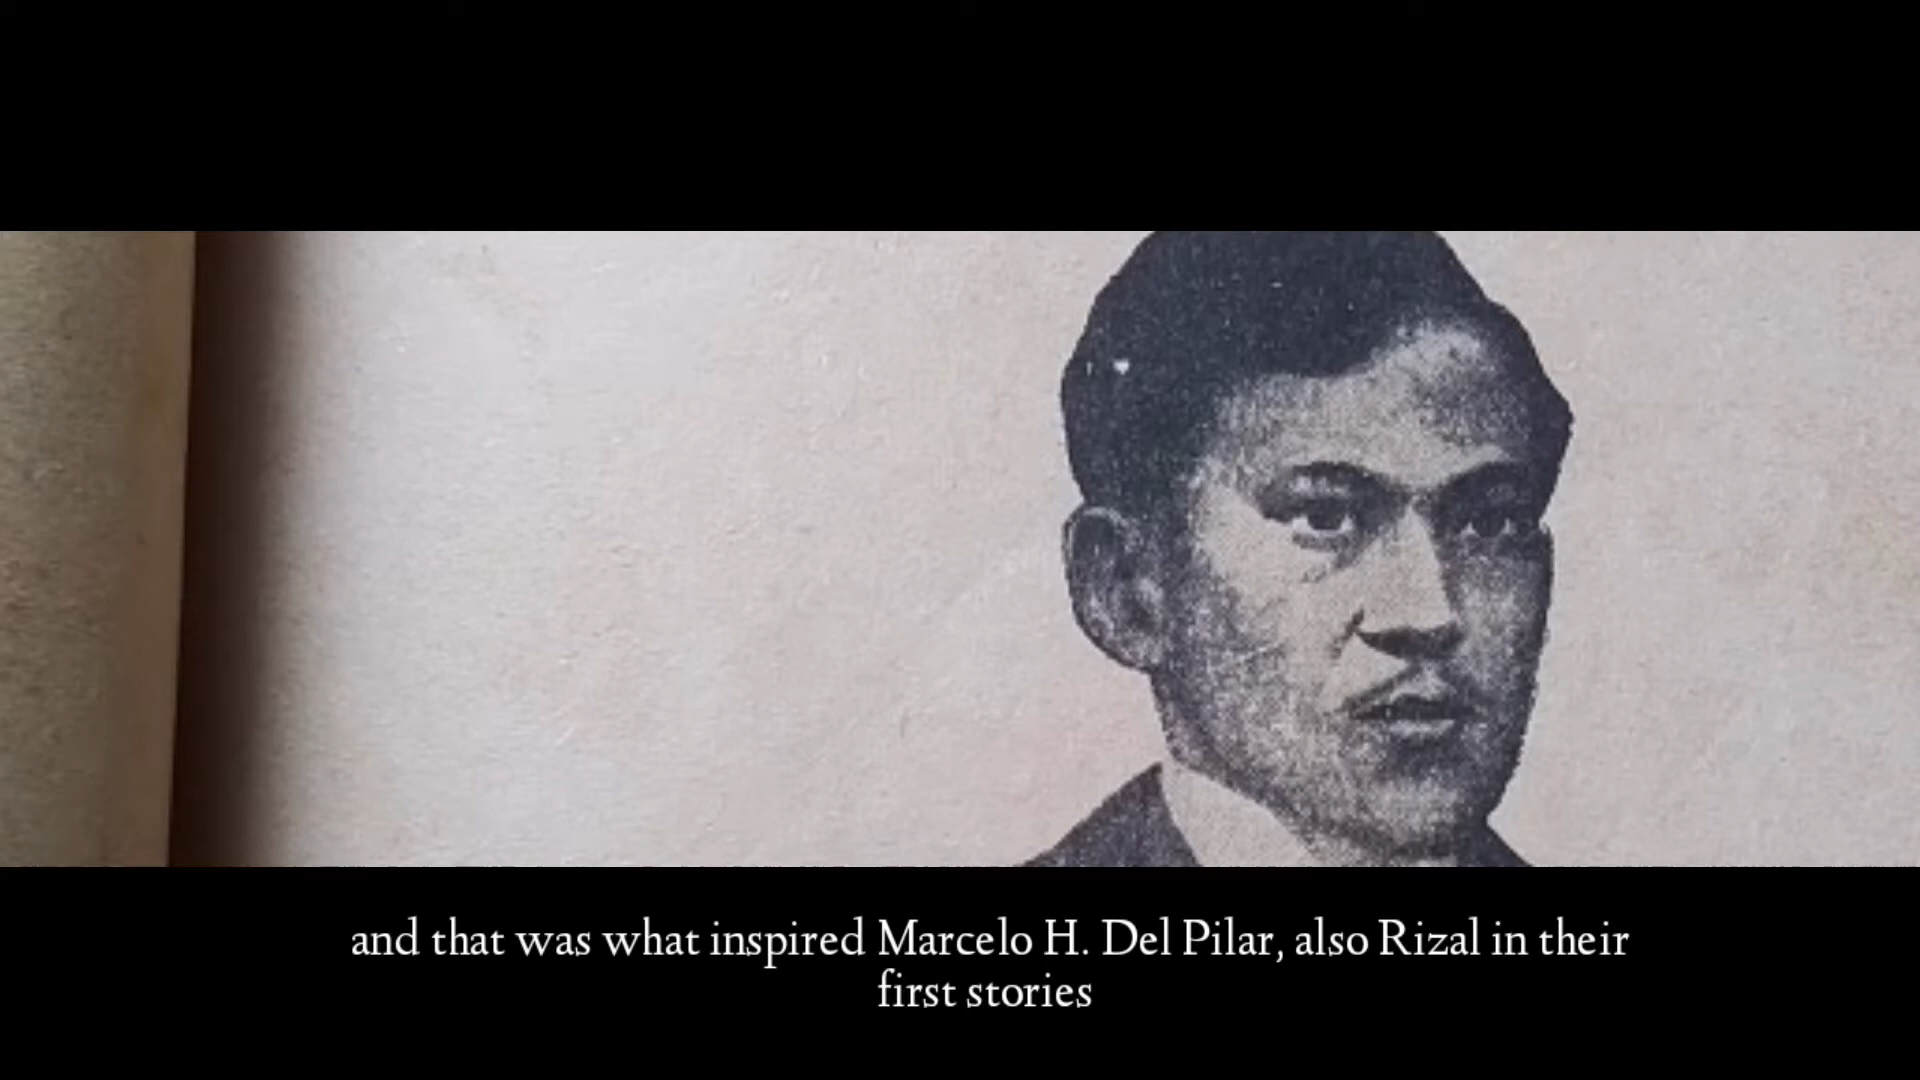 and that was what inspired Marcelo H. Del Pilar, also Rizal in their
first stories